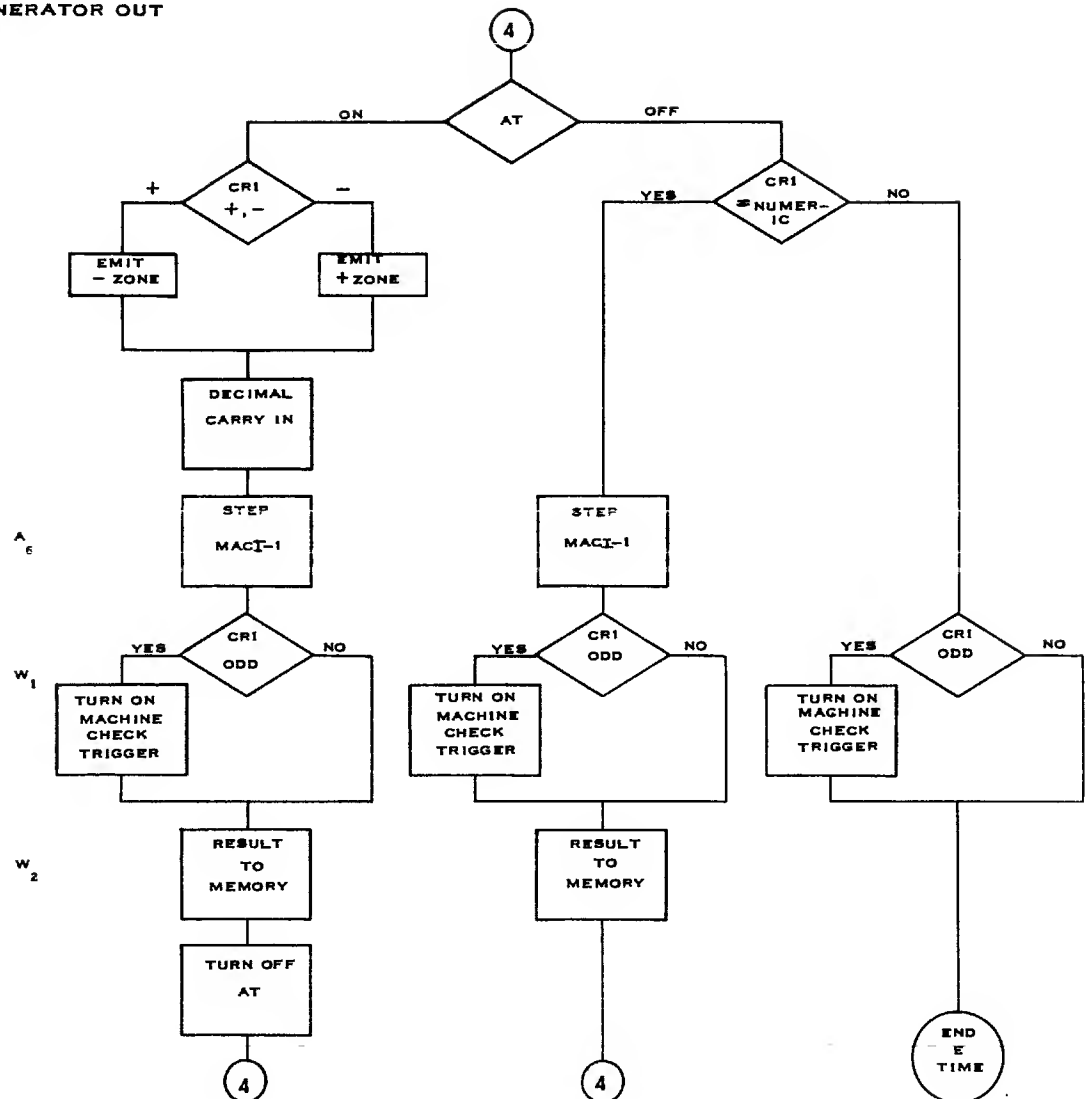 NERATOR OUT
4
AT
ON
OFF
CR1
+,-
+
-
CR1
=NUMER-
IC
YES
NO
EMIT
- ZONE
EMIT
+ ZONE
DECIMAL
CARRY IN
A6
STEP
MACI-1
STEP
MACI-1
W1
YES
CR1
ODD
NO
YES
CR1
ODD
NO
YES
CR1
ODD
NO
TURN ON
MACHINE
CHECK
TRIGGER
TURN ON
MACHINE
CHECK
TRIGGER
TURN ON
MACHINE
CHECK
TRIGGER
W2
RESULT
TO
MEMORY
RESULT
TO
MEMORY
TURN OFF
AT
4
4
END
E
TIME